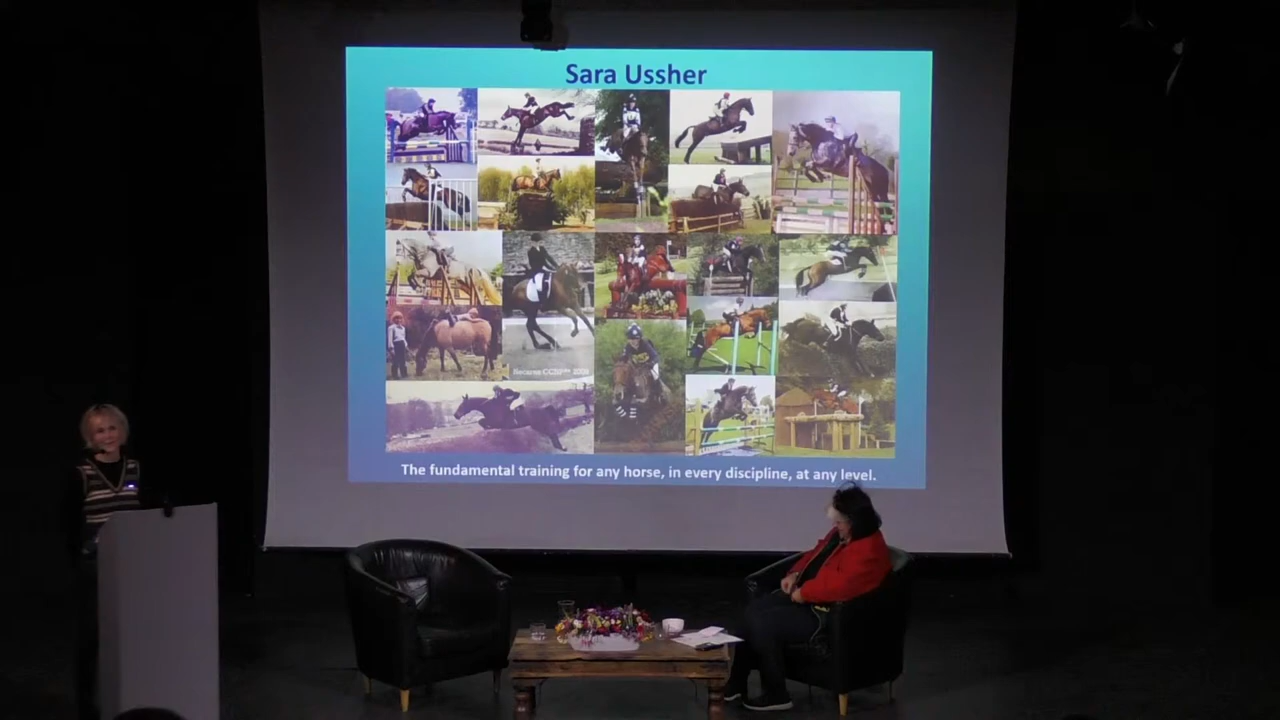 Sara Ussher
The fundamental training for any horse, in every discipline, at any level.